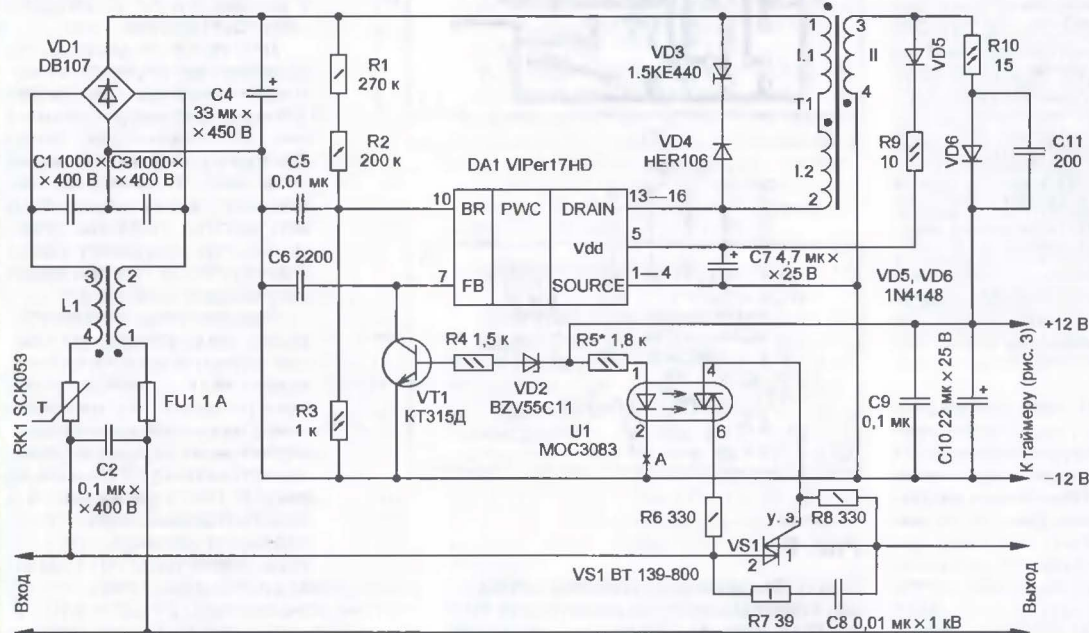 VD1
DB107
C4
33 мк ×
× 450 В
C1 1000 ×
× 400 В
C3 1000 ×
× 400 В
R1
270 к
R2
200 к
C5
0,01 мк
C6 2200
DA1 VIPer17HD
10
BR
PWC
DRAIN
13—16
Vdd
5
7
FB
SOURCE
1—4
VD3
1.5KE440
VD4
HER106
1
I.1
T1
I.2
2
3
II
4
VD5
R9
10
R10
15
VD6
C11
200
C7 4,7 мк ×
× 25 В
VD5, VD6
1N4148
3
2
L1
4
1
RK1 SCK053
T
FU1 1 А
C2
0,1 мк ×
× 400 В
R3
1 к
VT1
КТ315Д
R4 1,5 к
VD2
BZV55C11
R5* 1,8 к
1
4
2
6
U1
MOC3083
А
C9
0,1 мк
C10 22 мк × 25 В
+12 В
К таймеру (рис. 3)
−12 В
R6 330
у. э.
R8 330
VS1
2
1
VS1 BT 139-800
R7 39
C8 0,01 мк × 1 кВ
Вход
Выход